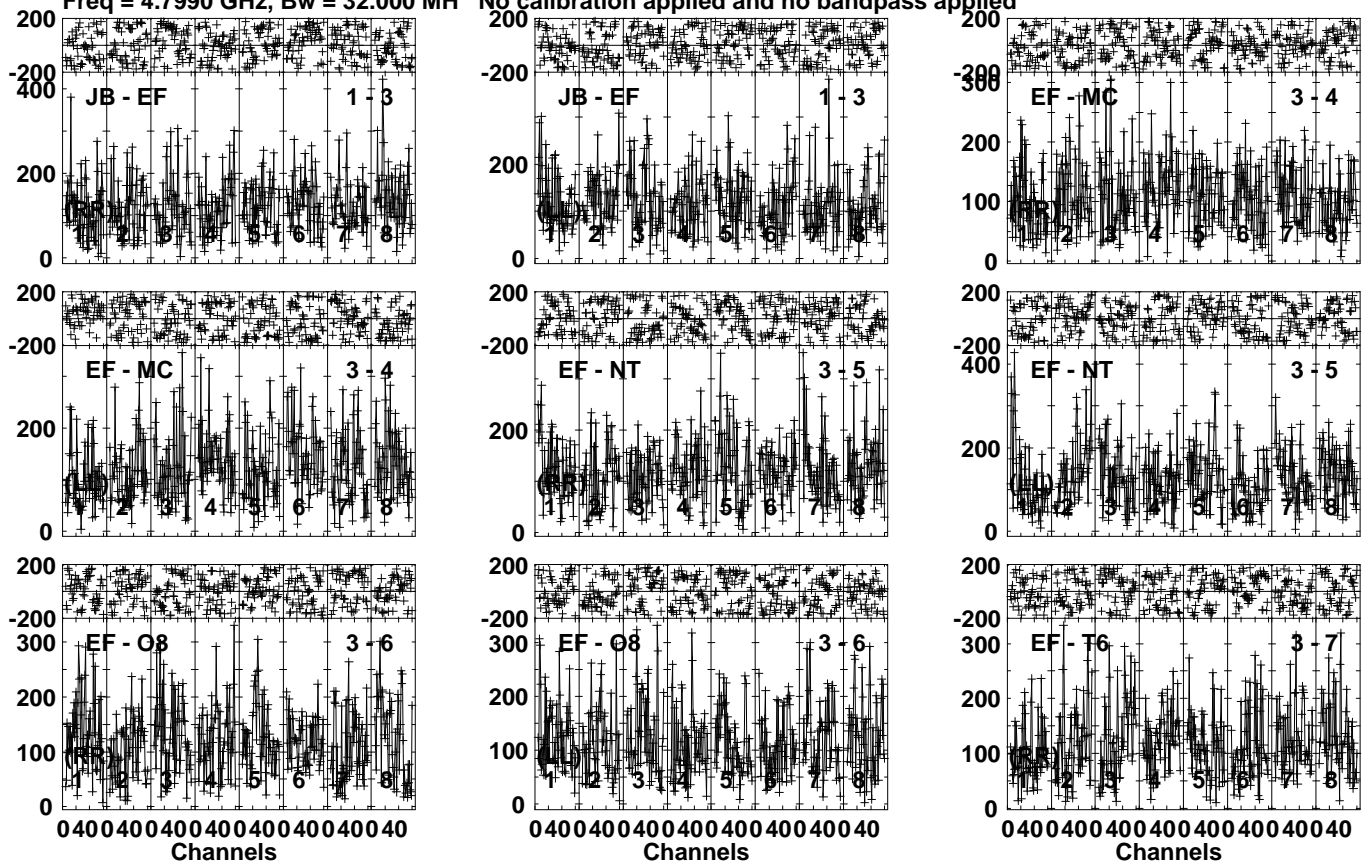 Freq = 4.7990 GHz, Bw = 32.000 MH No calibration applied and no bandpass applied
200 200 200
-200 -200 -200
400 JB - EF 1 - 3 JB - EF 1 - 3 300 EF - MC 3 - 4
200 200 200
100
(RR) (LL) (RR)
1 2 3 4 5 6 7 8 1 2 3 4 5 6 7 8 1 2 3 4 5 6 7 8
0 0 0
200 200 200
-200 -200 -200
EF - MC 3 - 4 EF - NT 3 - 5 400 EF - NT 3 - 5
200 200 200
(LL) (RR) (LL)
1 2 3 4 5 6 7 8 1 2 3 4 5 6 7 8 1 2 3 4 5 6 7 8
0 0 0
200 200 200
-200 -200 -200
300 EF - O8 3 - 6 300 EF - O8 3 - 6 300 EF - T6 3 - 7
200 200 200
100 100 100
(RR) (LL) (RR)
1 2 3 4 5 6 7 8 1 2 3 4 5 6 7 8 1 2 3 4 5 6 7 8
0 0 0
0 40 0 40 0 40 0 40 0 40 0 40 0 40 0 40 0 40 0 40 0 40 0 40 0 40 0 40 0 40 0 40 0 40 0 40 0 40 0 40 0 40 0 40 0 40 0 40
Channels Channels Channels